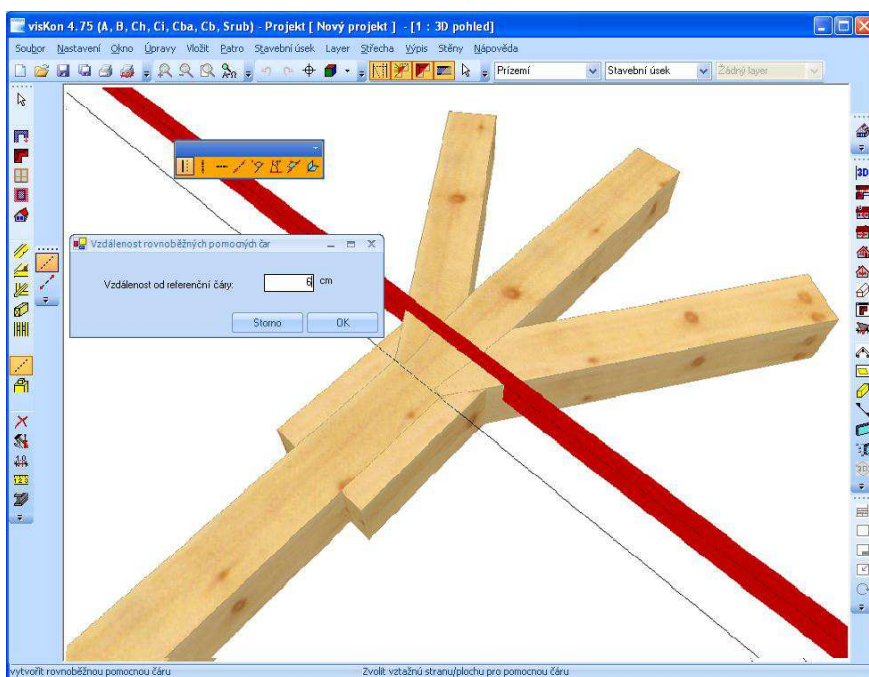 visKon 4.75 (A, B, Ch, Ci, Cba, Cb, Srub) - Projekt [ Nový projekt ] - [1 : 3D pohled]
Soubor Nastavení Okno Úpravy Vložit Patro Stavební úsek Layer Střecha Výpis Stěny Nápověda
Přízemí Stavební úsek Žádný layer
3D
Vzdálenost rovnoběžných pomocných čar
Vzdálenost od referenční čáry: 6 cm
Storno OK
vytvořit rovnoběžnou pomocnou čáru Zvolit vztažnou stranu/plochu pro pomocnou čáru